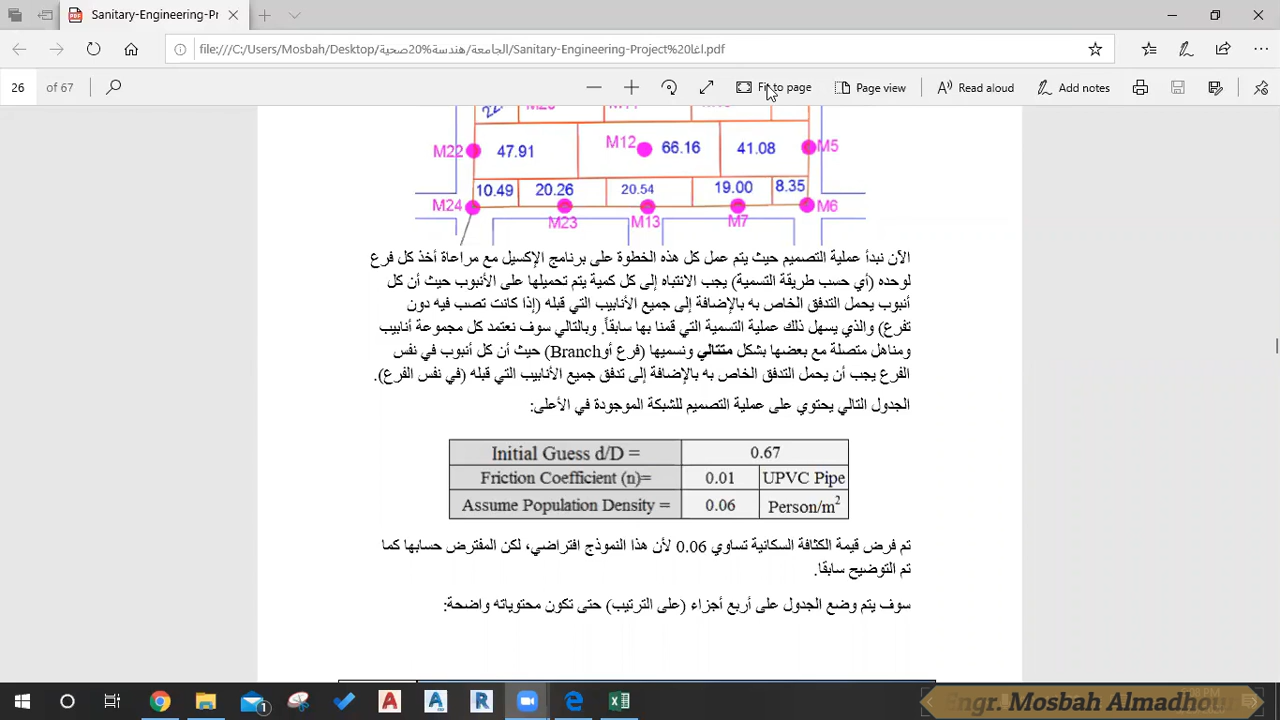 Sanitary-Engineering-Pr
file:///C:/Users/Mosbah/Desktop/الجامعة/هندسة%20صحية/Sanitary-Engineering-Project%20اغا.pdf
26 of 67
Fit to page
Page view
Read aloud
Add notes
M22 47.91 M12 66.16 41.08 M5
10.49 20.26 20.54 19.00 8.35
M24 M23 M13 M7 M6
الآن نبدأ عملية التصميم حيث يتم عمل كل هذه الخطوة على برنامج الإكسيل مع مراعاة أخذ كل فرع
لوحده (أي حسب طريقة التسمية) يجب الانتباه إلى كل كمية يتم تحميلها على الأنبوب حيث أن كل
أنبوب يحمل التدفق الخاص به بالإضافة إلى جميع الأنابيب التي قبله (إذا كانت تصب فيه دون
تفرع) والذي يسهل ذلك عملية التسمية التي قمنا بها سابقاً. وبالتالي سوف نعتمد كل مجموعة أنابيب
ومناهل متصلة مع بعضها بشكل متتالي ونسميها (فرع أوBranch) حيث أن كل أنبوب في نفس
الفرع يجب أن يحمل التدفق الخاص به بالإضافة إلى تدفق جميع الأنابيب التي قبله (في نفس الفرع).
الجدول التالي يحتوي على عملية التصميم للشبكة الموجودة في الأعلى:
Initial Guess d/D = 0.67
Friction Coefficient (n)= 0.01 UPVC Pipe
Assume Population Density = 0.06 Person/m²
تم فرض قيمة الكثافة السكانية تساوي 0.06 لأن هذا النموذج افتراضي، لكن المفترض حسابها كما
تم التوضيح سابقا.
سوف يتم وضع الجدول على أربع أجزاء (على الترتيب) حتى تكون محتوياته واضحة:
Engr. Mosbah Almadhou